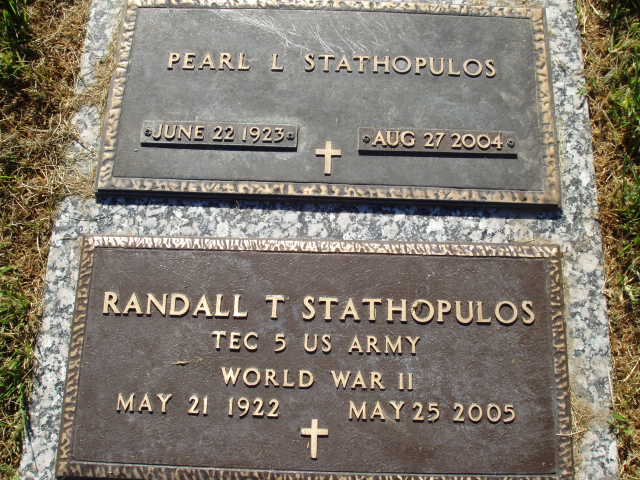 PEARL L STATHOPULOS
JUNE 22 1923 AUG 27 2004
RANDALL T STATHOPULOS
TEC 5 US ARMY
WORLD WAR II
MAY 21 1922 MAY 25 2005